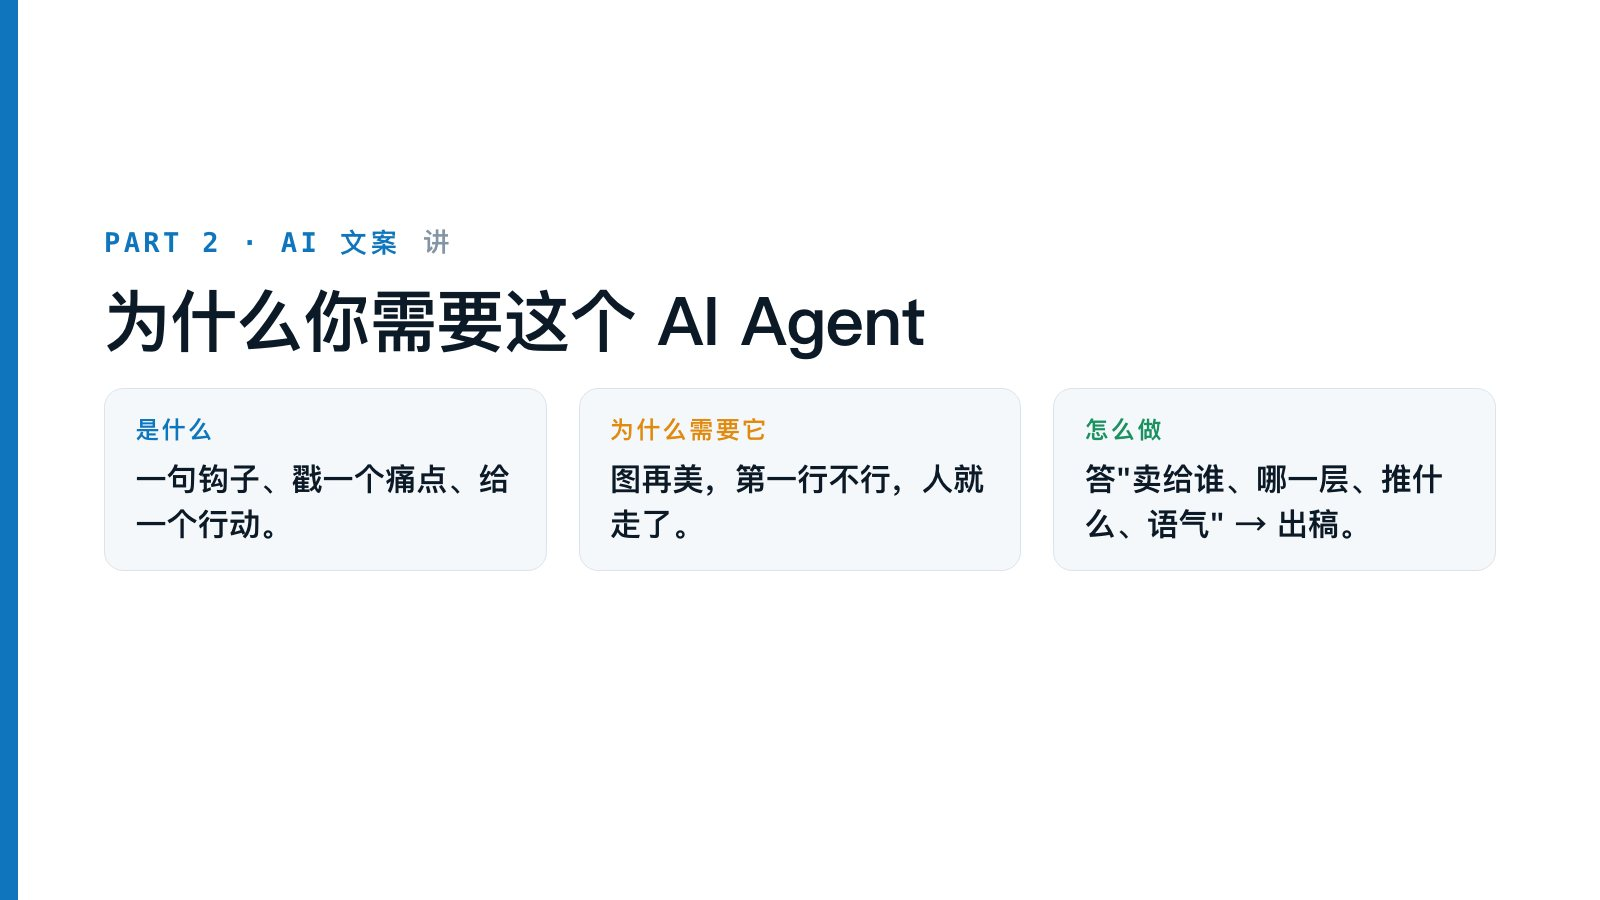 PART 2 · AI 文案 讲
为什么你需要这个 AI Agent
是什么
一句钩子、戳一个痛点、给
一个行动。
为什么需要它
图再美，第一行不行，人就
走了。
怎么做
答"卖给谁、哪一层、推什
么、语气" → 出稿。